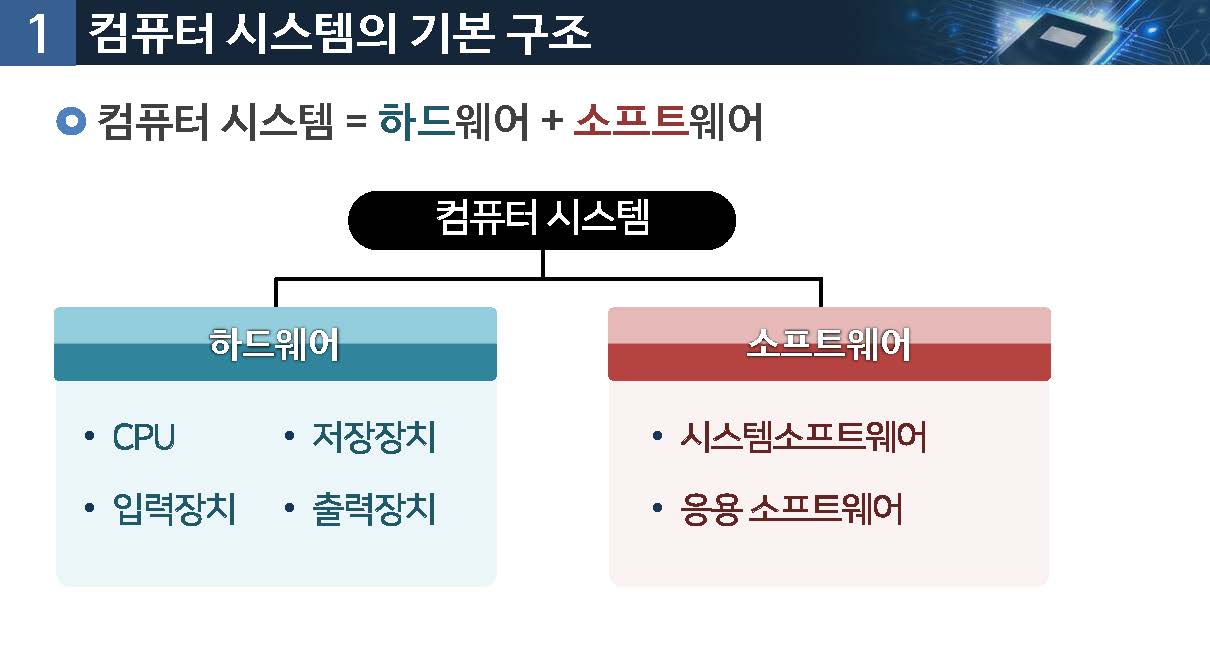 1 컴퓨터 시스템의 기본 구조
컴퓨터 시스템 = 하드웨어 + 소프트웨어
컴퓨터 시스템
하드웨어
• CPU
• 저장장치
• 입력장치
• 출력장치
소프트웨어
• 시스템소프트웨어
• 응용 소프트웨어